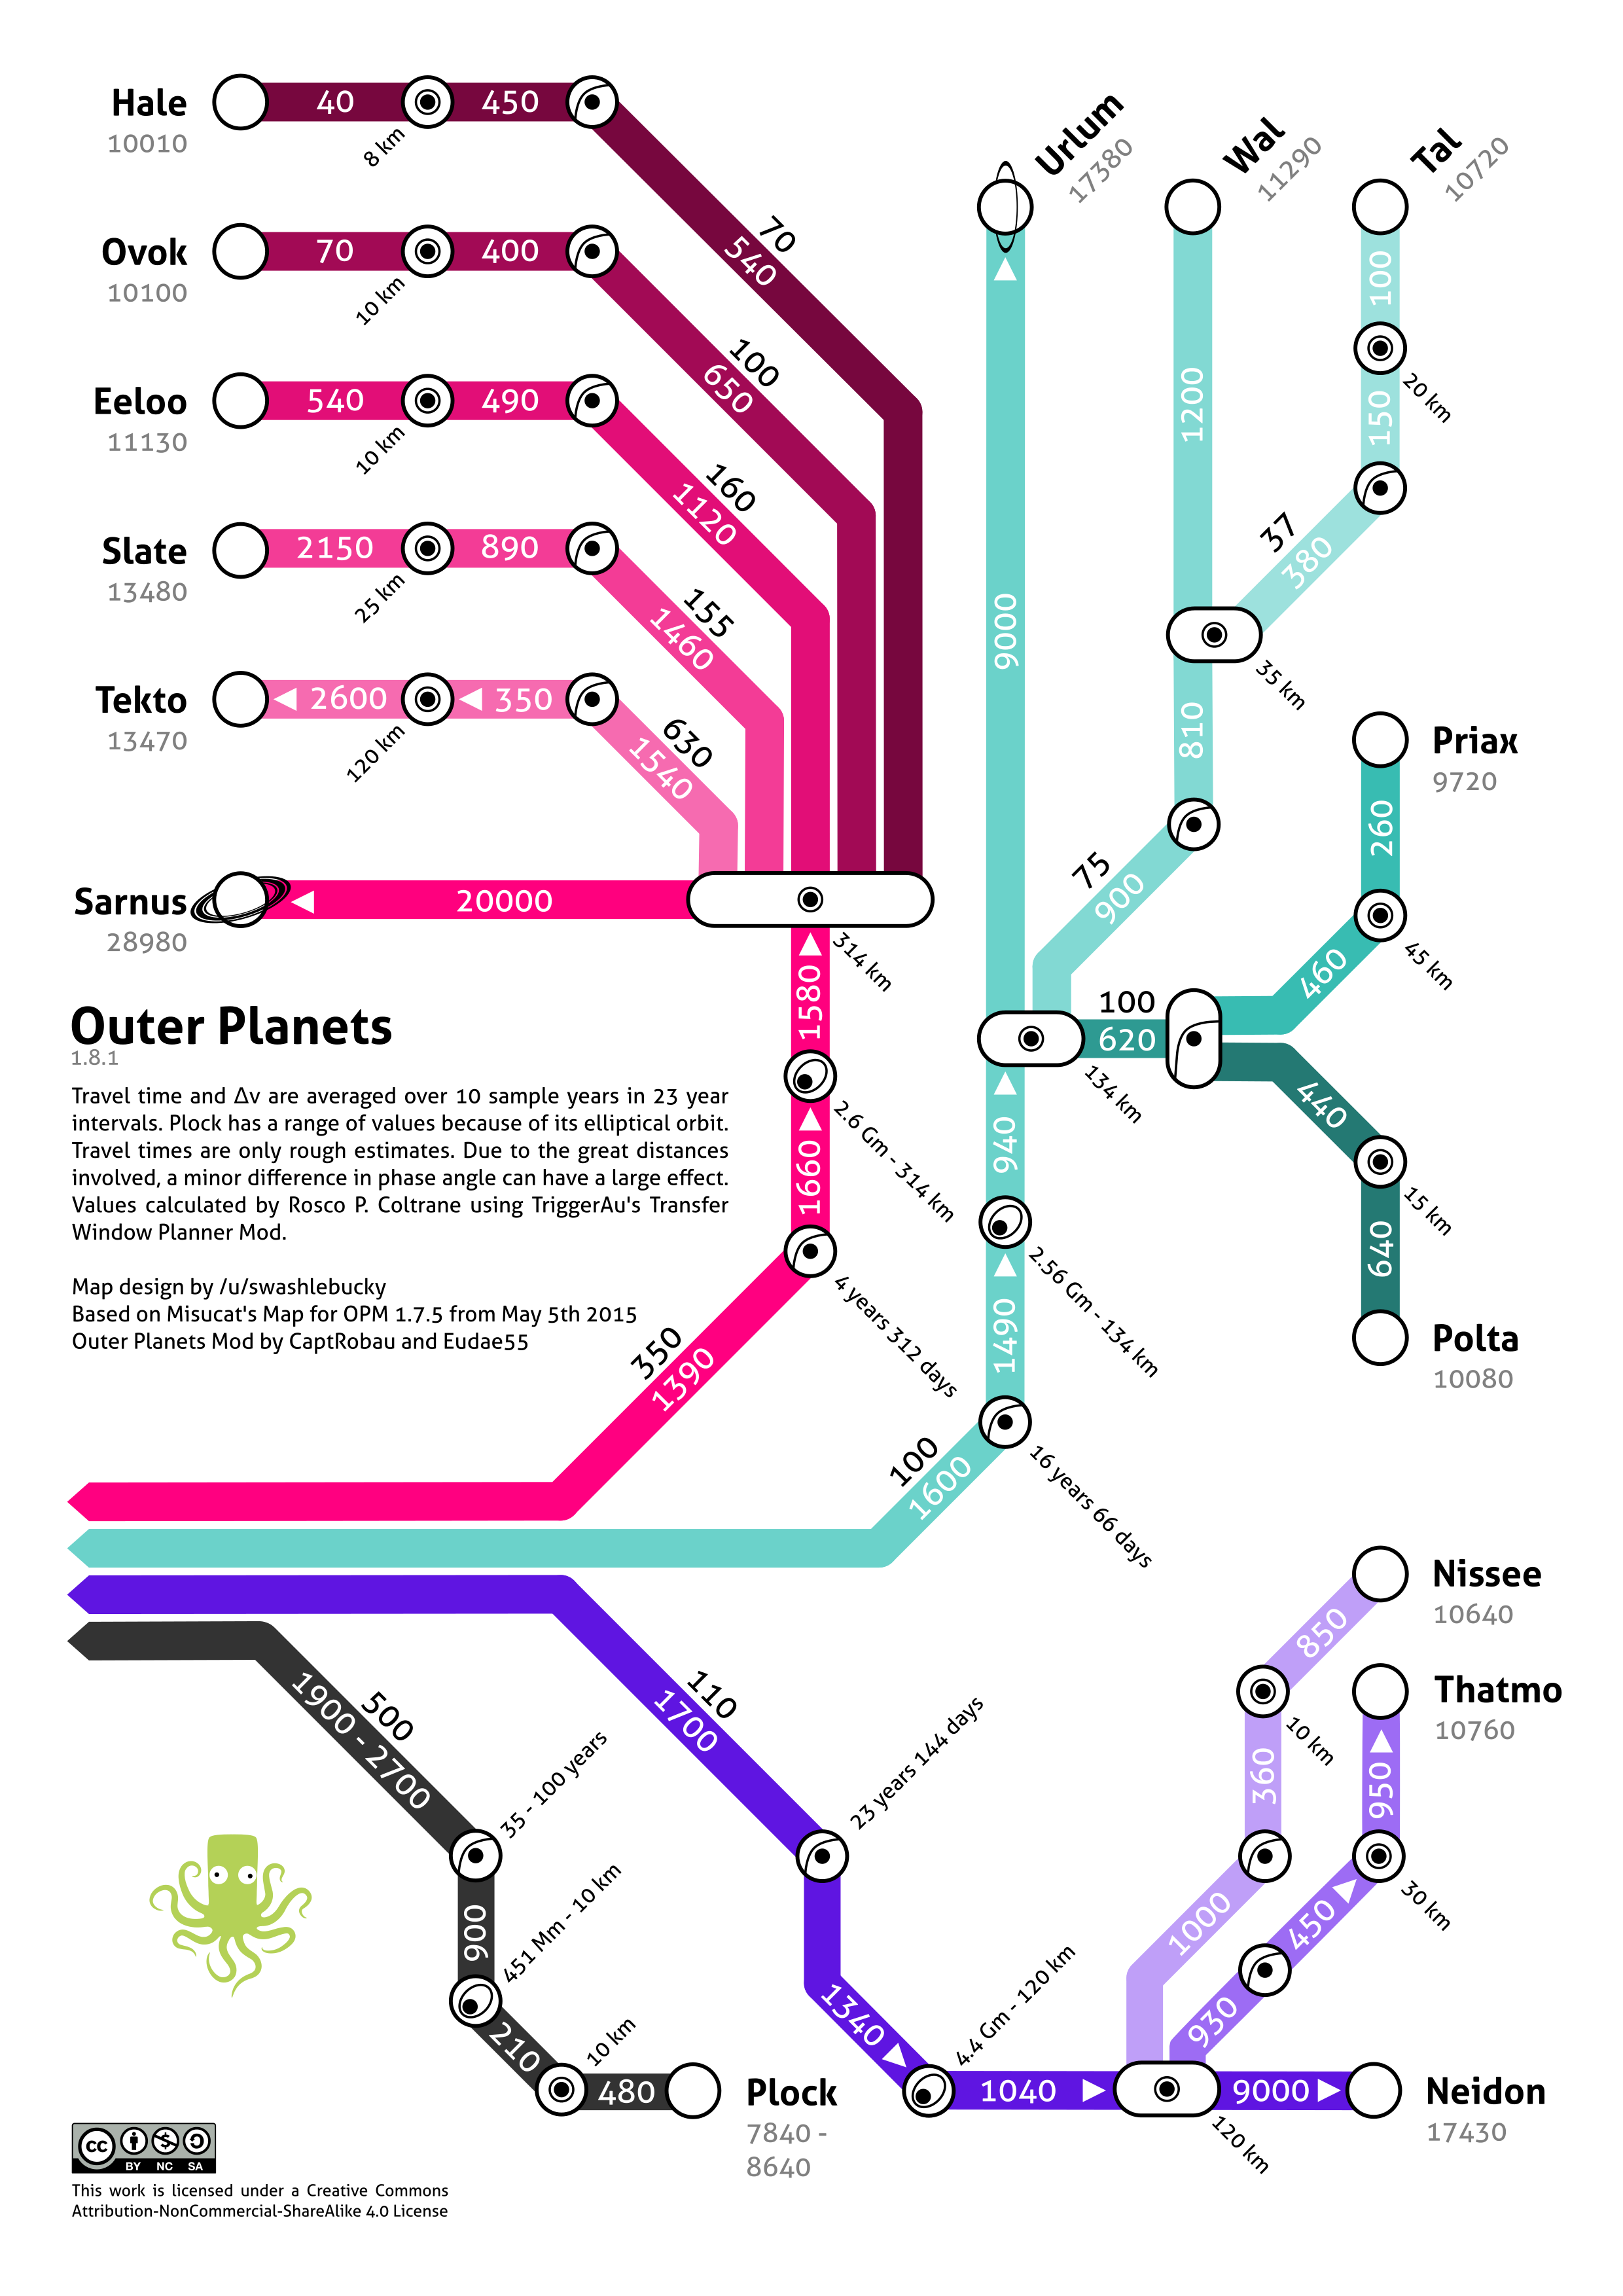 Hale
10010
40
450
8 km
70
540
Ovok
10100
70
400
10 km
100
650
Eeloo
11130
540
490
10 km
160
1120
Slate
13480
2150
890
25 km
155
1460
Tekto
13470
2600
350
120 km
630
1540
Sarnus
28980
20000
314 km
1580
2.6 Gm - 314 km
1660
4 years 312 days
350
1390
Urlum
17380
9000
Wal
11290
1200
Tal
10720
100
20 km
150
37
380
35 km
810
75
900
100
620
134 km
940
2.56 Gm - 134 km
1490
16 years 66 days
100
1600
Priax
9720
260
45 km
460
440
15 km
640
Polta
10080
Outer Planets
1.8.1
Travel time and Δv are averaged over 10 sample years in 23 year
intervals. Plock has a range of values because of its elliptical orbit.
Travel times are only rough estimates. Due to the great distances
involved, a minor difference in phase angle can have a large effect.
Values calculated by Rosco P. Coltrane using TriggerAu's Transfer
Window Planner Mod.
Map design by /u/swashlebucky
Based on Misucat's Map for OPM 1.7.5 from May 5th 2015
Outer Planets Mod by CaptRobau and Eudae55
500
1900 - 2700
35 - 100 years
900
451 Mm - 10 km
210
10 km
480
Plock
7840 -
8640
110
1700
23 years 144 days
1340
4.4 Gm - 120 km
1040
120 km
9000
Neidon
17430
Nissee
10640
850
10 km
360
1000
Thatmo
10760
950
30 km
450
930
cc
BY NC SA
This work is licensed under a Creative Commons
Attribution-NonCommercial-ShareAlike 4.0 License